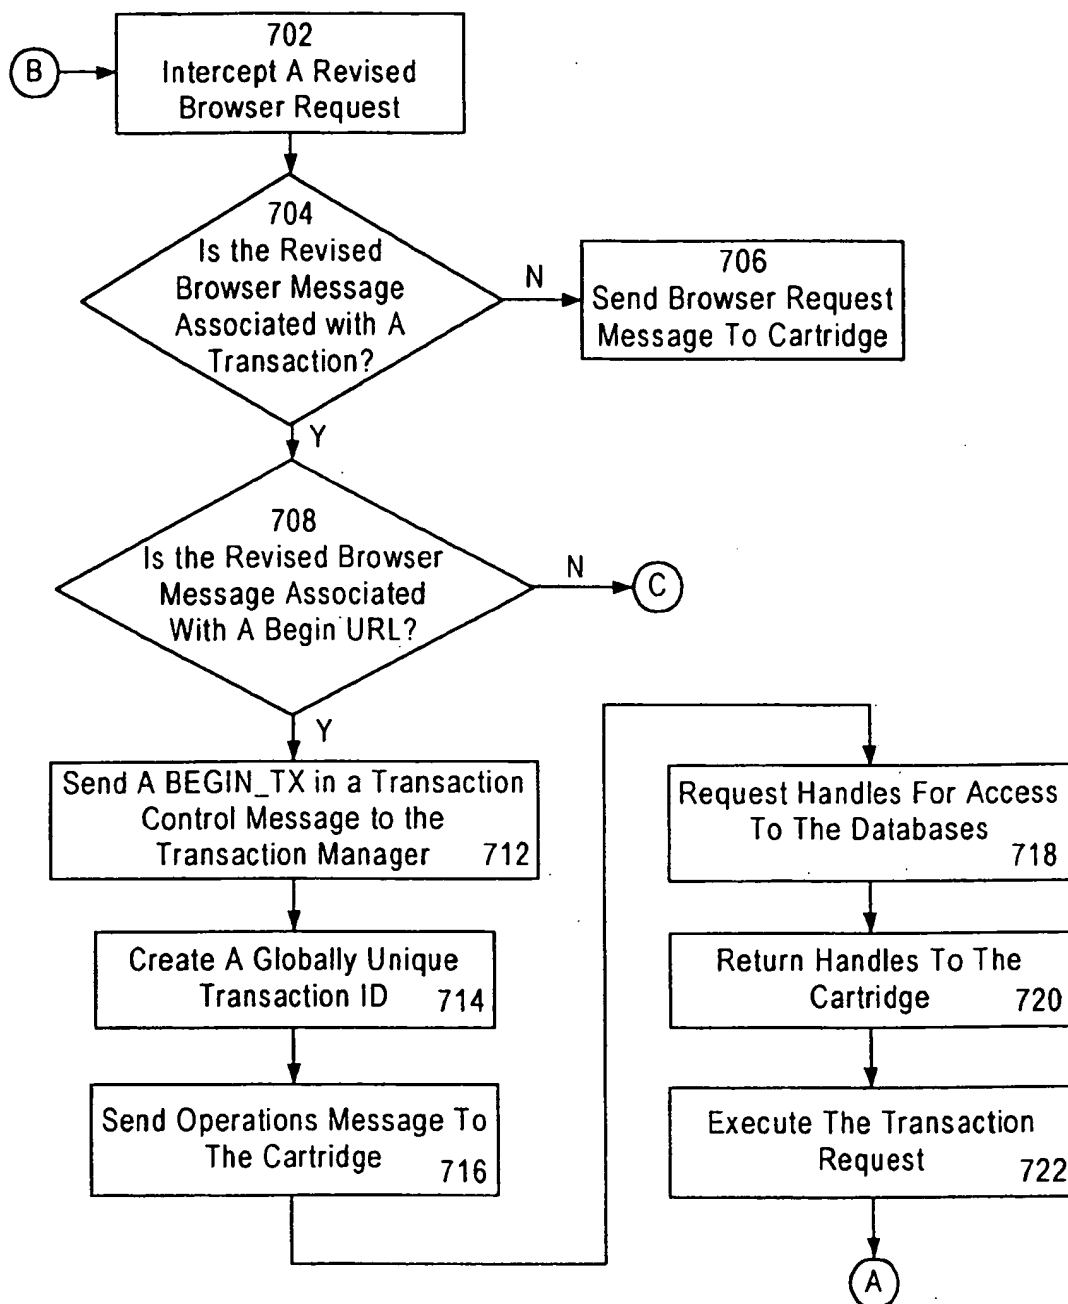 702
Intercept A Revised
Browser Request
B
704
Is the Revised
Browser Message
Associated with A
Transaction?
N
706
Send Browser Request
Message To Cartridge
Y
708
Is the Revised Browser
Message Associated
With A Begin URL?
N
C
Y
Send A BEGIN_TX in a Transaction
Control Message to the
Transaction Manager 712
Create A Globally Unique
Transaction ID 714
Send Operations Message To
The Cartridge 716
Request Handles For Access
To The Databases
718
Return Handles To The
Cartridge 720
Execute The Transaction
Request 722
A